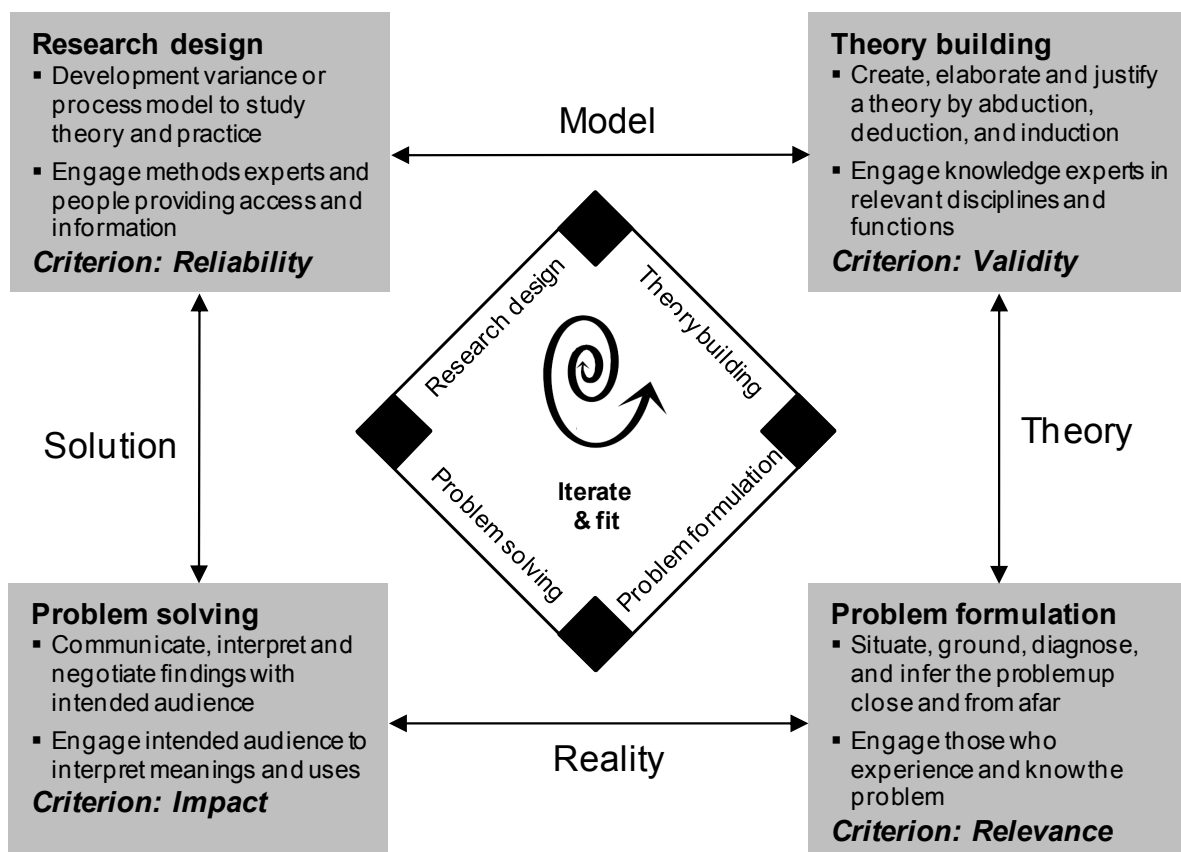 Research design
▪ Development variance or
process model to study
theory and practice
▪ Engage methods experts and
people providing access and
information
Criterion: Reliability
Model
Theory building
▪ Create, elaborate and justify
a theory by abduction,
deduction, and induction
▪ Engage knowledge experts in
relevant disciplines and
functions
Criterion: Validity
Research design
Theory building
Solution
Iterate
& fit
Theory
Problem solving
Problem formulation
Problem solving
▪ Communicate, interpret and
negotiate findings with
intended audience
▪ Engage intended audience to
interpret meanings and uses
Criterion: Impact
Reality
Problem formulation
▪ Situate, ground, diagnose,
and infer the problem up
close and from afar
▪ Engage those who
experience and know the
problem
Criterion: Relevance